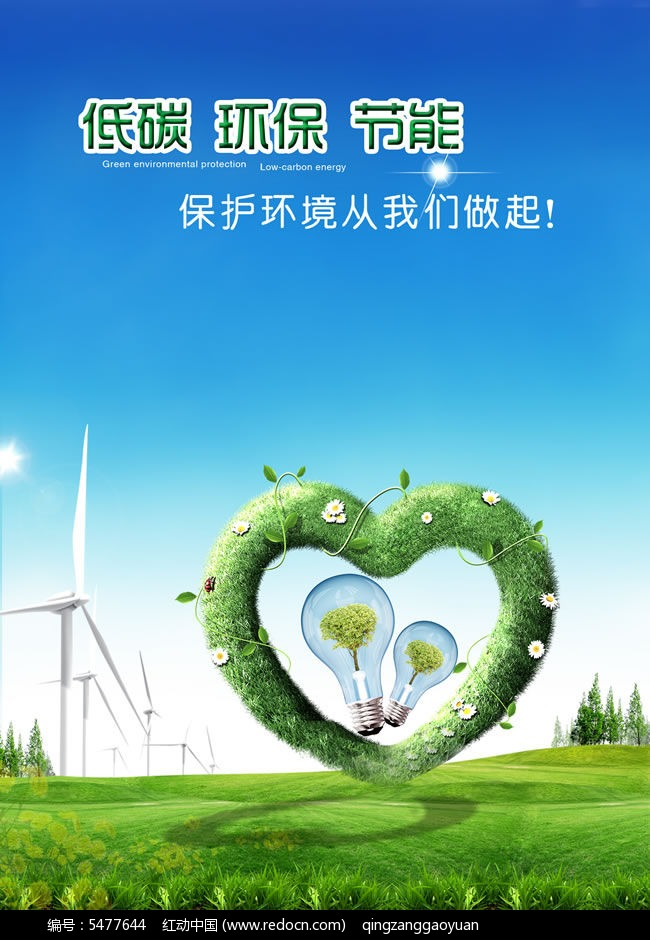 低碳 环保 节能
Green environmental protection Low-carbon energy
保护环境从我们做起!
编号：5477644 红动中国 (www.redocn.com) qingzanggaoyuan